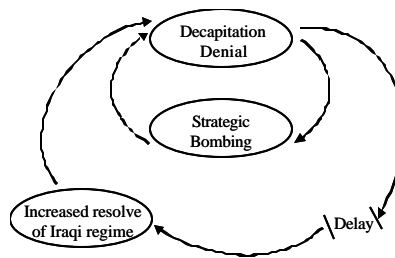 Decapitation
Denial
Strategic
Bombing
Increased resolve
of Iraqi regime
Delay